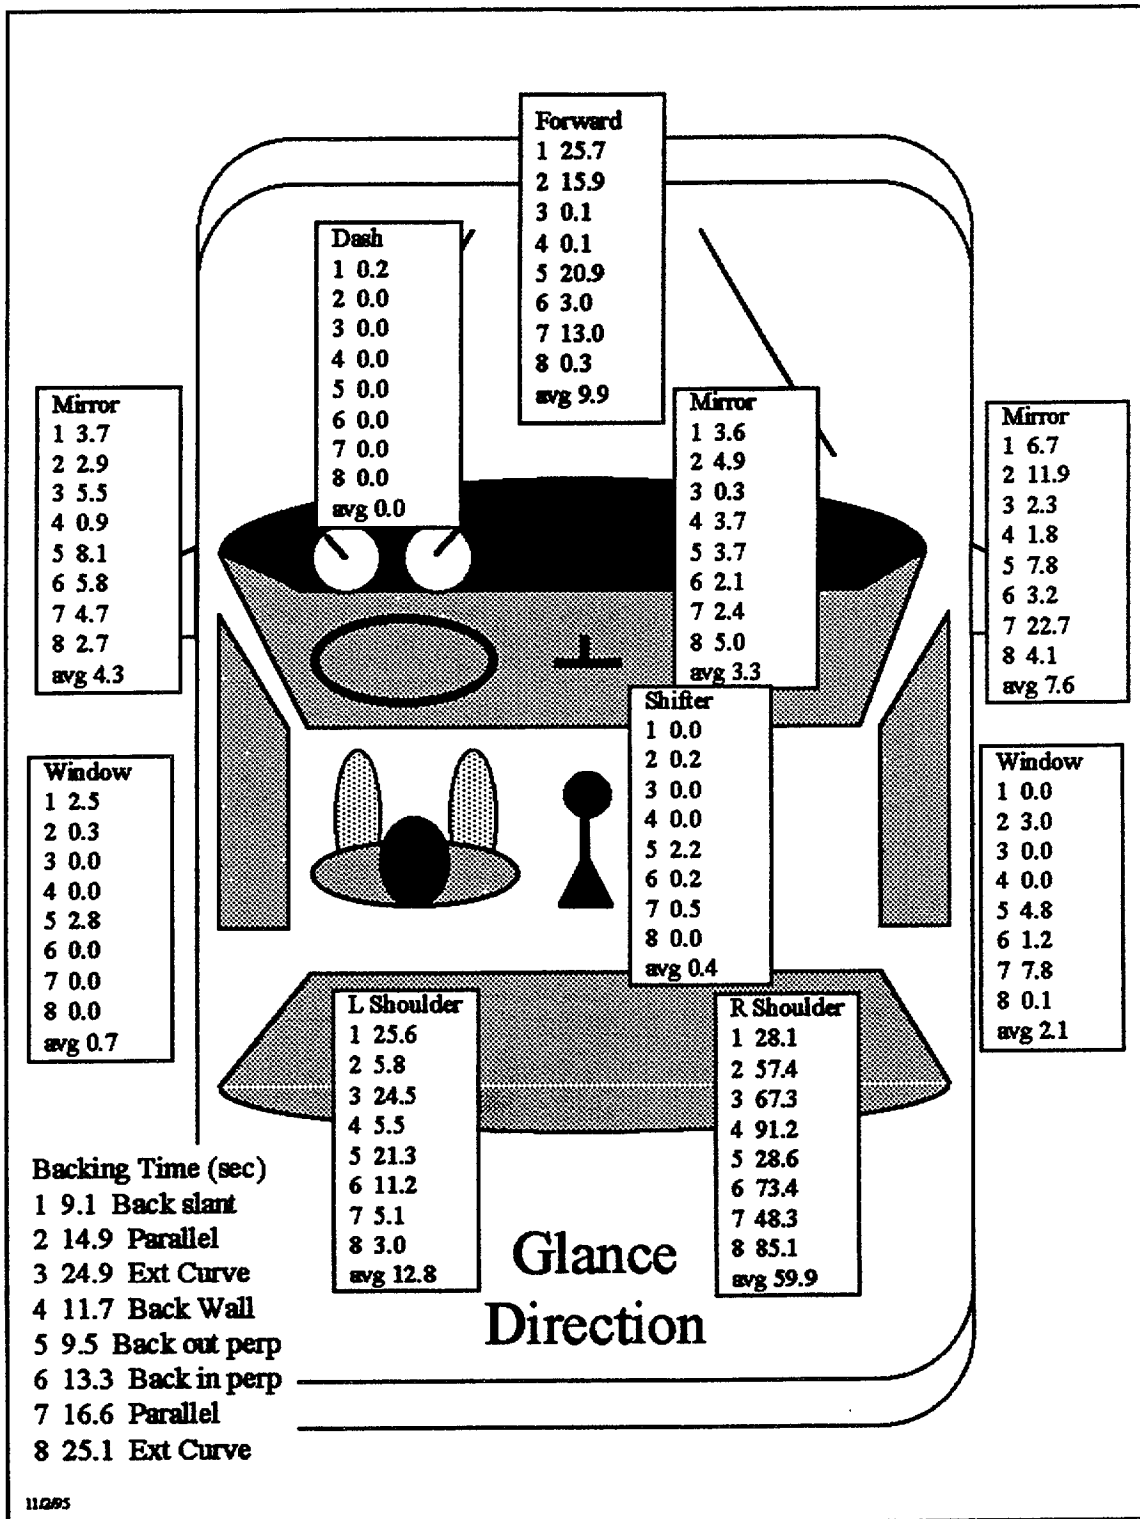 Forward
1 25.7
2 15.9
3 0.1
4 0.1
5 20.9
6 3.0
7 13.0
8 0.3
avg 9.9
Dash
1 0.2
2 0.0
3 0.0
4 0.0
5 0.0
6 0.0
7 0.0
8 0.0
avg 0.0
Mirror
1 3.7
2 2.9
3 5.5
4 0.9
5 8.1
6 5.8
7 4.7
8 2.7
avg 4.3
Mirror
1 3.6
2 4.9
3 0.3
4 3.7
5 3.7
6 2.1
7 2.4
8 5.0
avg 3.3
Mirror
1 6.7
2 11.9
3 2.3
4 1.8
5 7.8
6 3.2
7 22.7
8 4.1
avg 7.6
Shifter
1 0.0
2 0.2
3 0.0
4 0.0
5 2.2
6 0.2
7 0.5
8 0.0
avg 0.4
Window
1 2.5
2 0.3
3 0.0
4 0.0
5 2.8
6 0.0
7 0.0
8 0.0
avg 0.7
Window
1 0.0
2 3.0
3 0.0
4 0.0
5 4.8
6 1.2
7 7.8
8 0.1
avg 2.1
L Shoulder
1 25.6
2 5.8
3 24.5
4 5.5
5 21.3
6 11.2
7 5.1
8 3.0
avg 12.8
R Shoulder
1 28.1
2 57.4
3 67.3
4 91.2
5 28.6
6 73.4
7 48.3
8 85.1
avg 59.9
Glance
Direction
Backing Time (sec)
1 9.1 Back slant
2 14.9 Parallel
3 24.9 Ext Curve
4 11.7 Back Wall
5 9.5 Back out perp
6 13.3 Back in perp
7 16.6 Parallel
8 25.1 Ext Curve